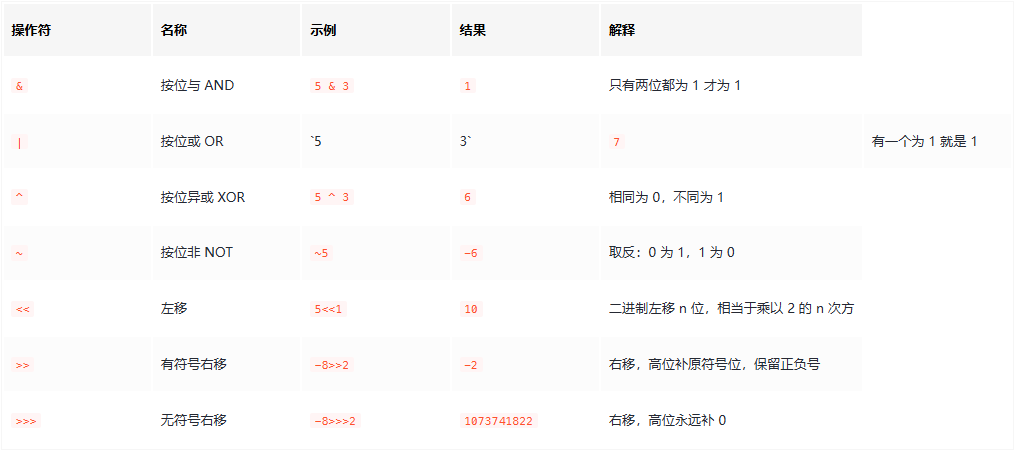 操作符 名称 示例 结果 解释
& 按位与 AND 5 & 3 1 只有两位都为 1 才为 1
| 按位或 OR `5 3` 7 有一个为 1 就是 1
^ 按位异或 XOR 5 ^ 3 6 相同为 0，不同为 1
~ 按位非 NOT ~5 -6 取反：0 为 1，1 为 0
<< 左移 5<<1 10 二进制左移 n 位，相当于乘以 2 的 n 次方
>> 有符号右移 -8>>2 -2 右移，高位补原符号位，保留正负号
>>> 无符号右移 -8>>>2 1073741822 右移，高位永远补 0